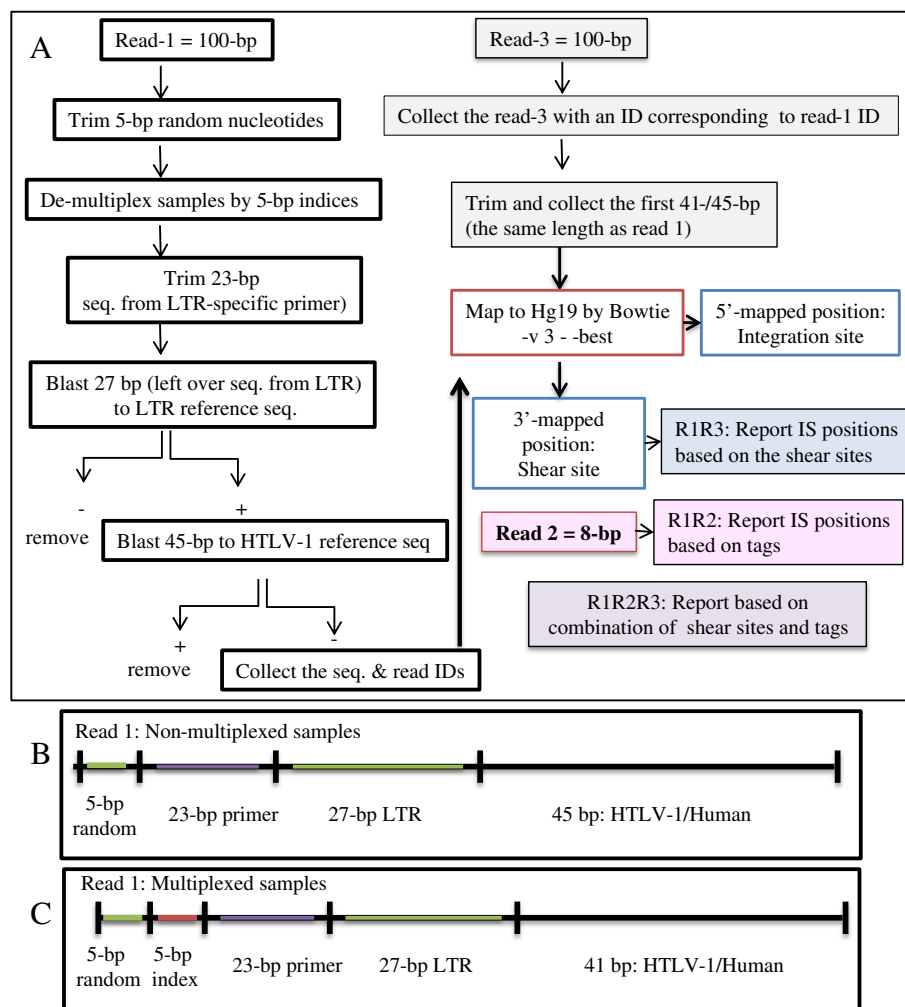 A
Read-1 = 100-bp
Trim 5-bp random nucleotides
De-multiplex samples by 5-bp indices
Trim 23-bp
seq. from LTR-specific primer)
Blast 27 bp (left over seq. from LTR)
to LTR reference seq.
-
remove
+
Blast 45-bp to HTLV-1 reference seq
+
remove
-
Collect the seq. & read IDs
Read-3 = 100-bp
Collect the read-3 with an ID corresponding to read-1 ID
Trim and collect the first 41-/45-bp
(the same length as read 1)
Map to Hg19 by Bowtie
-v 3 - -best
5’-mapped position:
Integration site
3’-mapped
position:
Shear site
R1R3: Report IS positions
based on the shear sites
Read 2 = 8-bp
R1R2: Report IS positions
based on tags
R1R2R3: Report based on
combination of shear sites and tags
B
Read 1: Non-multiplexed samples
5-bp
random
23-bp primer
27-bp LTR
45 bp: HTLV-1/Human
C
Read 1: Multiplexed samples
5-bp
random
5-bp
index
23-bp primer
27-bp LTR
41 bp: HTLV-1/Human